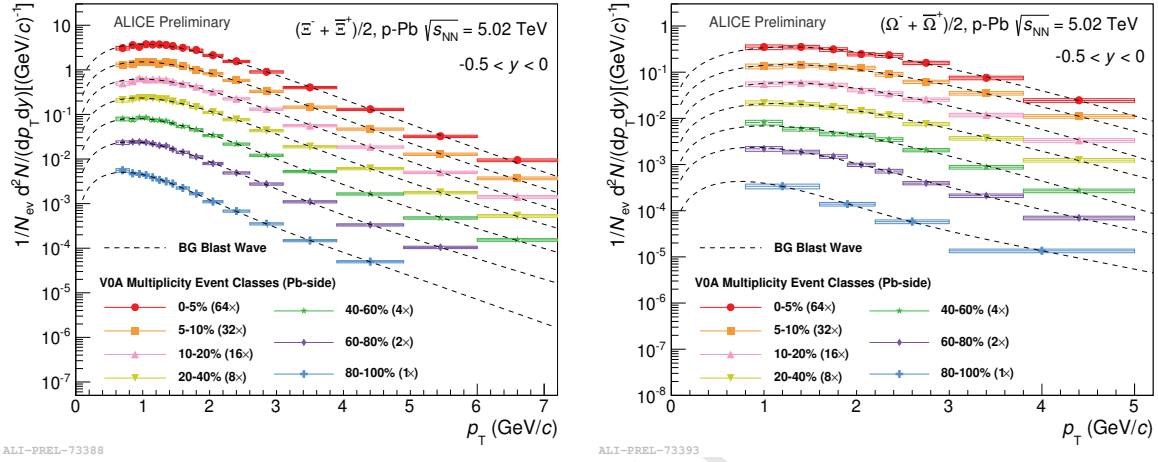 ALICE Preliminary
(Ξ⁻ + Ξ̅⁺)/2, p-Pb √sNN = 5.02 TeV
-0.5 < y < 0
1/Nev d²N/(dpTdy)[(GeV/c)⁻¹]
10
1
10⁻¹
10⁻²
10⁻³
10⁻⁴
10⁻⁵
10⁻⁶
10⁻⁷
BG Blast Wave
V0A Multiplicity Event Classes (Pb-side)
0-5% (64×)
5-10% (32×)
10-20% (16×)
20-40% (8×)
40-60% (4×)
60-80% (2×)
80-100% (1×)
0 1 2 3 4 5 6 7
pT (GeV/c)
ALI-PREL-73388
ALICE Preliminary
(Ω⁻ + Ω̅⁺)/2, p-Pb √sNN = 5.02 TeV
-0.5 < y < 0
1/Nev d²N/(dpTdy)[(GeV/c)⁻¹]
1
10⁻¹
10⁻²
10⁻³
10⁻⁴
10⁻⁵
10⁻⁶
10⁻⁷
10⁻⁸
BG Blast Wave
V0A Multiplicity Event Classes (Pb-side)
0-5% (64×)
5-10% (32×)
10-20% (16×)
20-40% (8×)
40-60% (4×)
60-80% (2×)
80-100% (1×)
0 1 2 3 4 5
pT (GeV/c)
ALI-PREL-73393